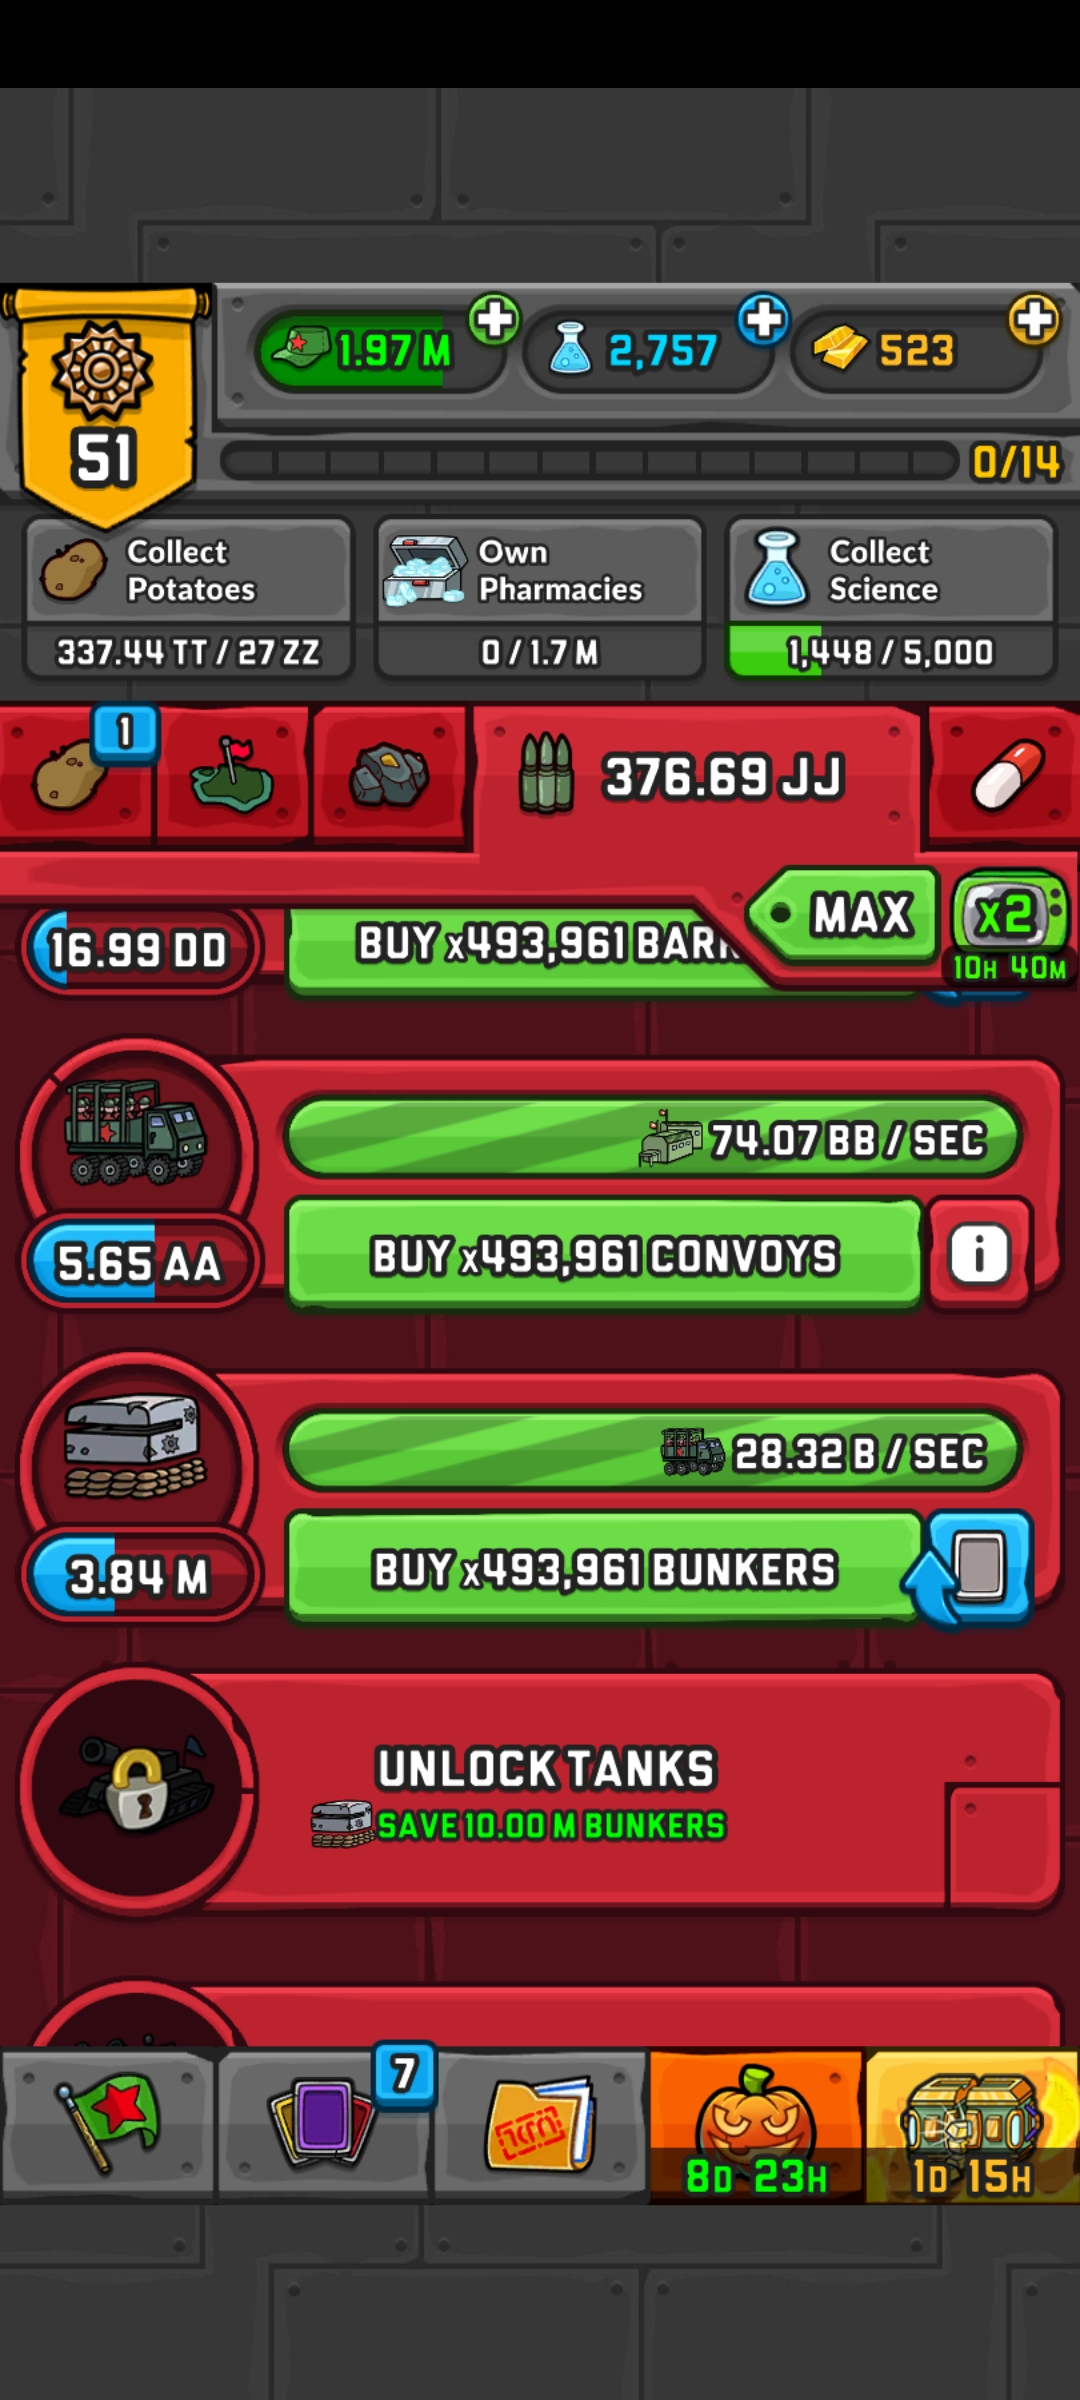 1.97 M
2,757
523
51
0/14
Collect
Potatoes
337.44 TT / 27 ZZ
Own
Pharmacies
0 / 1.7 M
Collect
Science
1,448 / 5,000
1
376.69 JJ
MAX
x2
10H 40M
16.99 DD
BUY x493,961
74.07 BB / SEC
5.65 AA
BUY x493,961 CONVOYS
i
28.32 B / SEC
3.84 M
BUY x493,961 BUNKERS
UNLOCK TANKS
SAVE 10.00 M BUNKERS
7
8D 23H
1D 15H